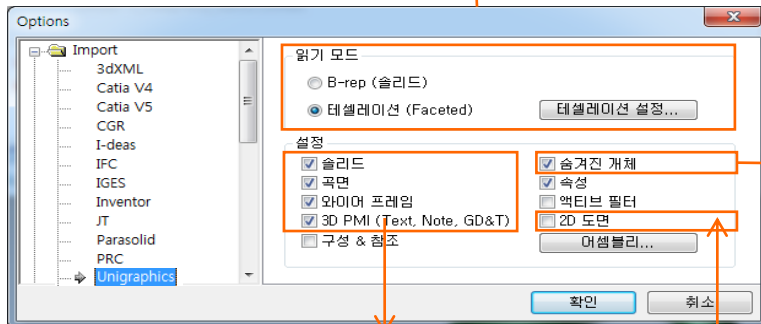 Options
Import
3dXML
Catia V4
Catia V5
CGR
I-deas
IFC
IGES
Inventor
JT
Parasolid
PRC
Unigraphics
읽기 모드
B-rep (솔리드)
테셀레이션 (Faceted)
테셀레이션 설정...
설정
솔리드
숨겨진 개체
곡면
속성
와이어 프레임
액티브 필터
3D PMI (Text, Note, GD&T)
2D 도면
구성 & 참조
어셈블리...
확인
취소